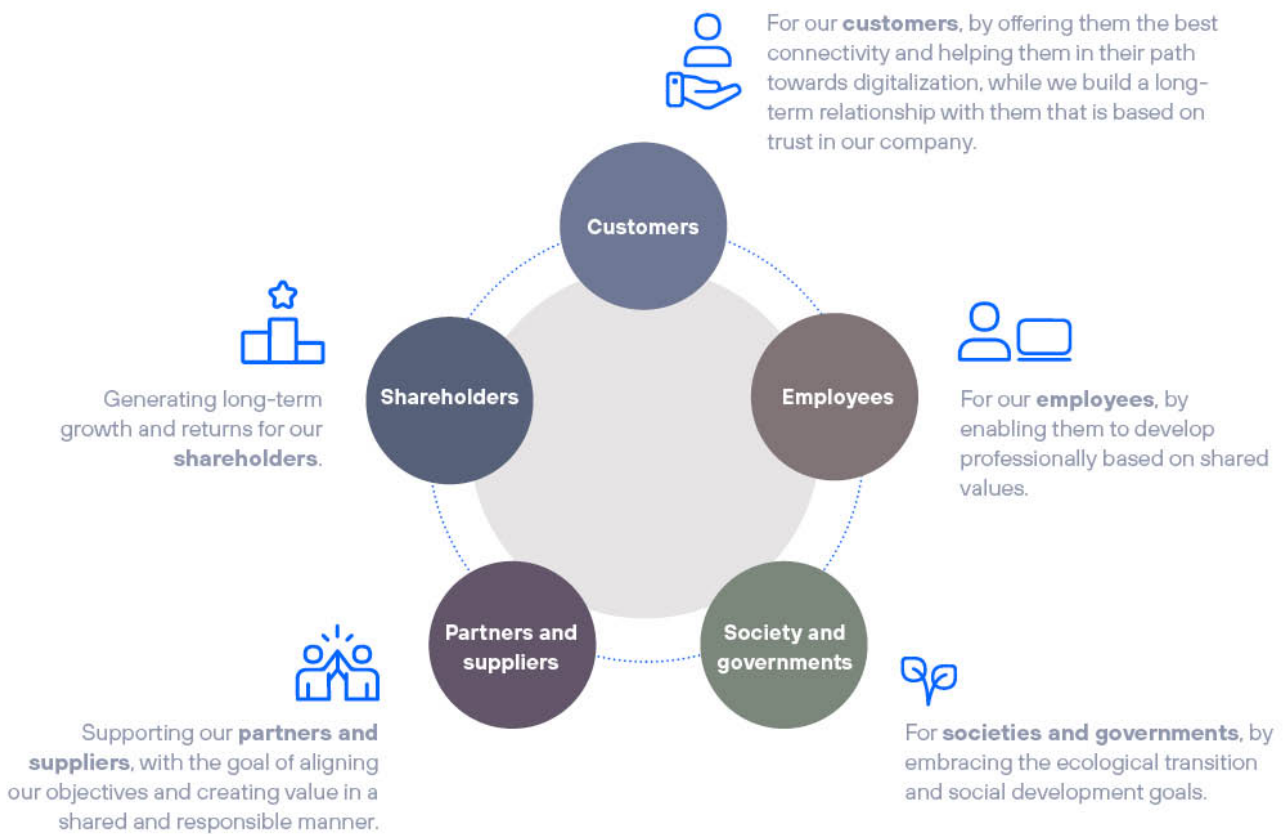 For our customers, by offering them the best
connectivity and helping them in their path
towards digitalization, while we build a long-
term relationship with them that is based on
trust in our company.
Customers
Shareholders
Employees
Generating long-term
growth and returns for our
shareholders.
For our employees, by
enabling them to develop
professionally based on shared
values.
Partners and
suppliers
Society and
governments
Supporting our partners and
suppliers, with the goal of aligning
our objectives and creating value in a
shared and responsible manner.
For societies and governments, by
embracing the ecological transition
and social development goals.